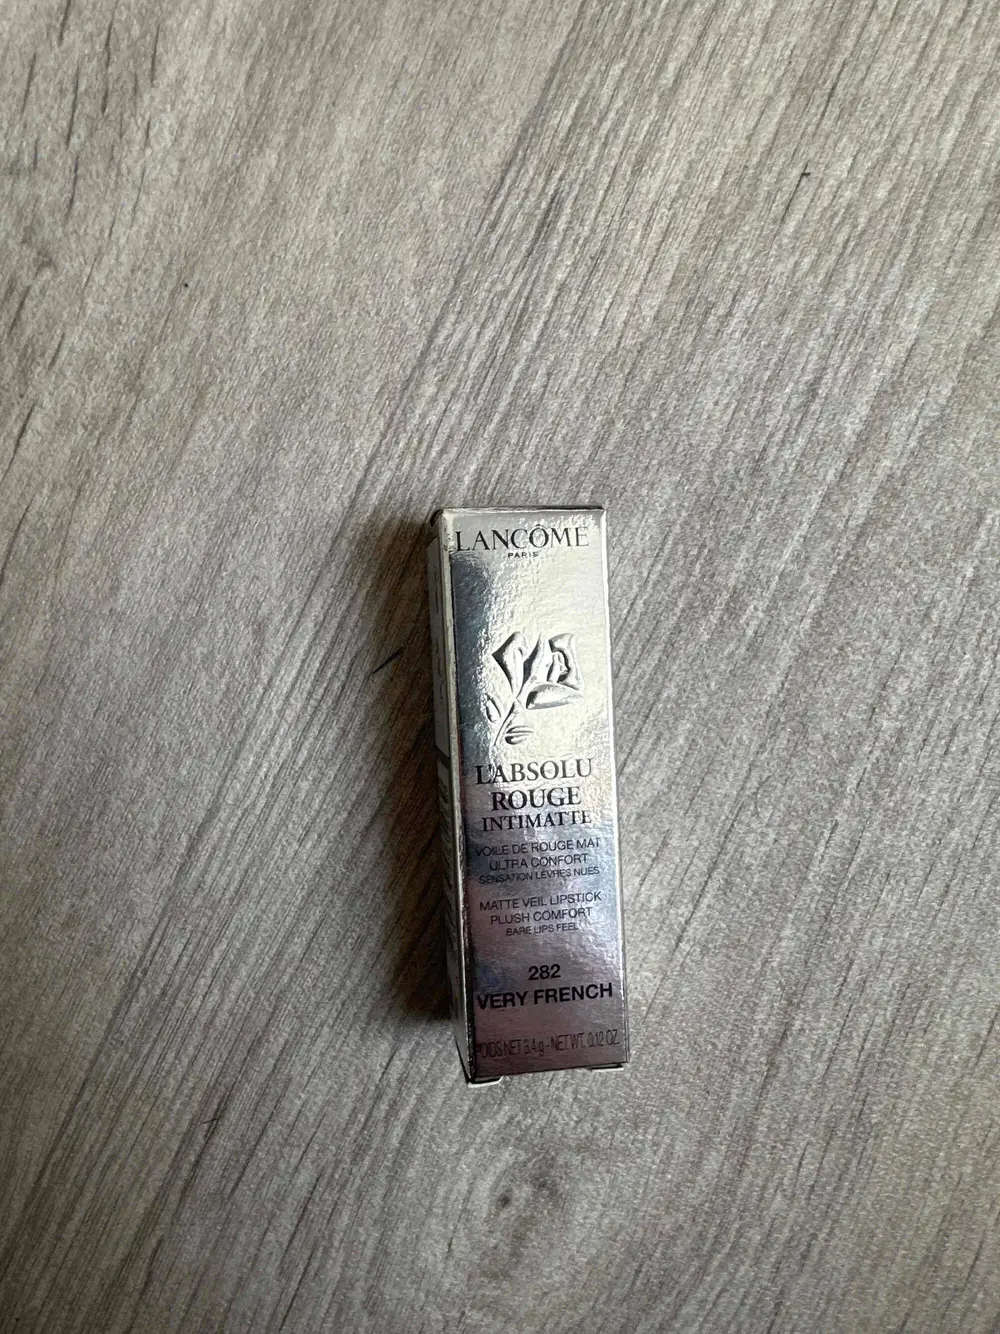 LANCÔME
PARIS
L'ABSOLU
ROUGE
INTIMATTE
VOILE DE ROUGE MAT
ULTRA CONFORT
SENSATION LÈVRES NUES
MATTE VEIL LIPSTICK
PLUSH COMFORT
BARE LIPS FEEL
282
VERY FRENCH
POIDS NET 3.4 g - NET WT. 0.12 OZ.